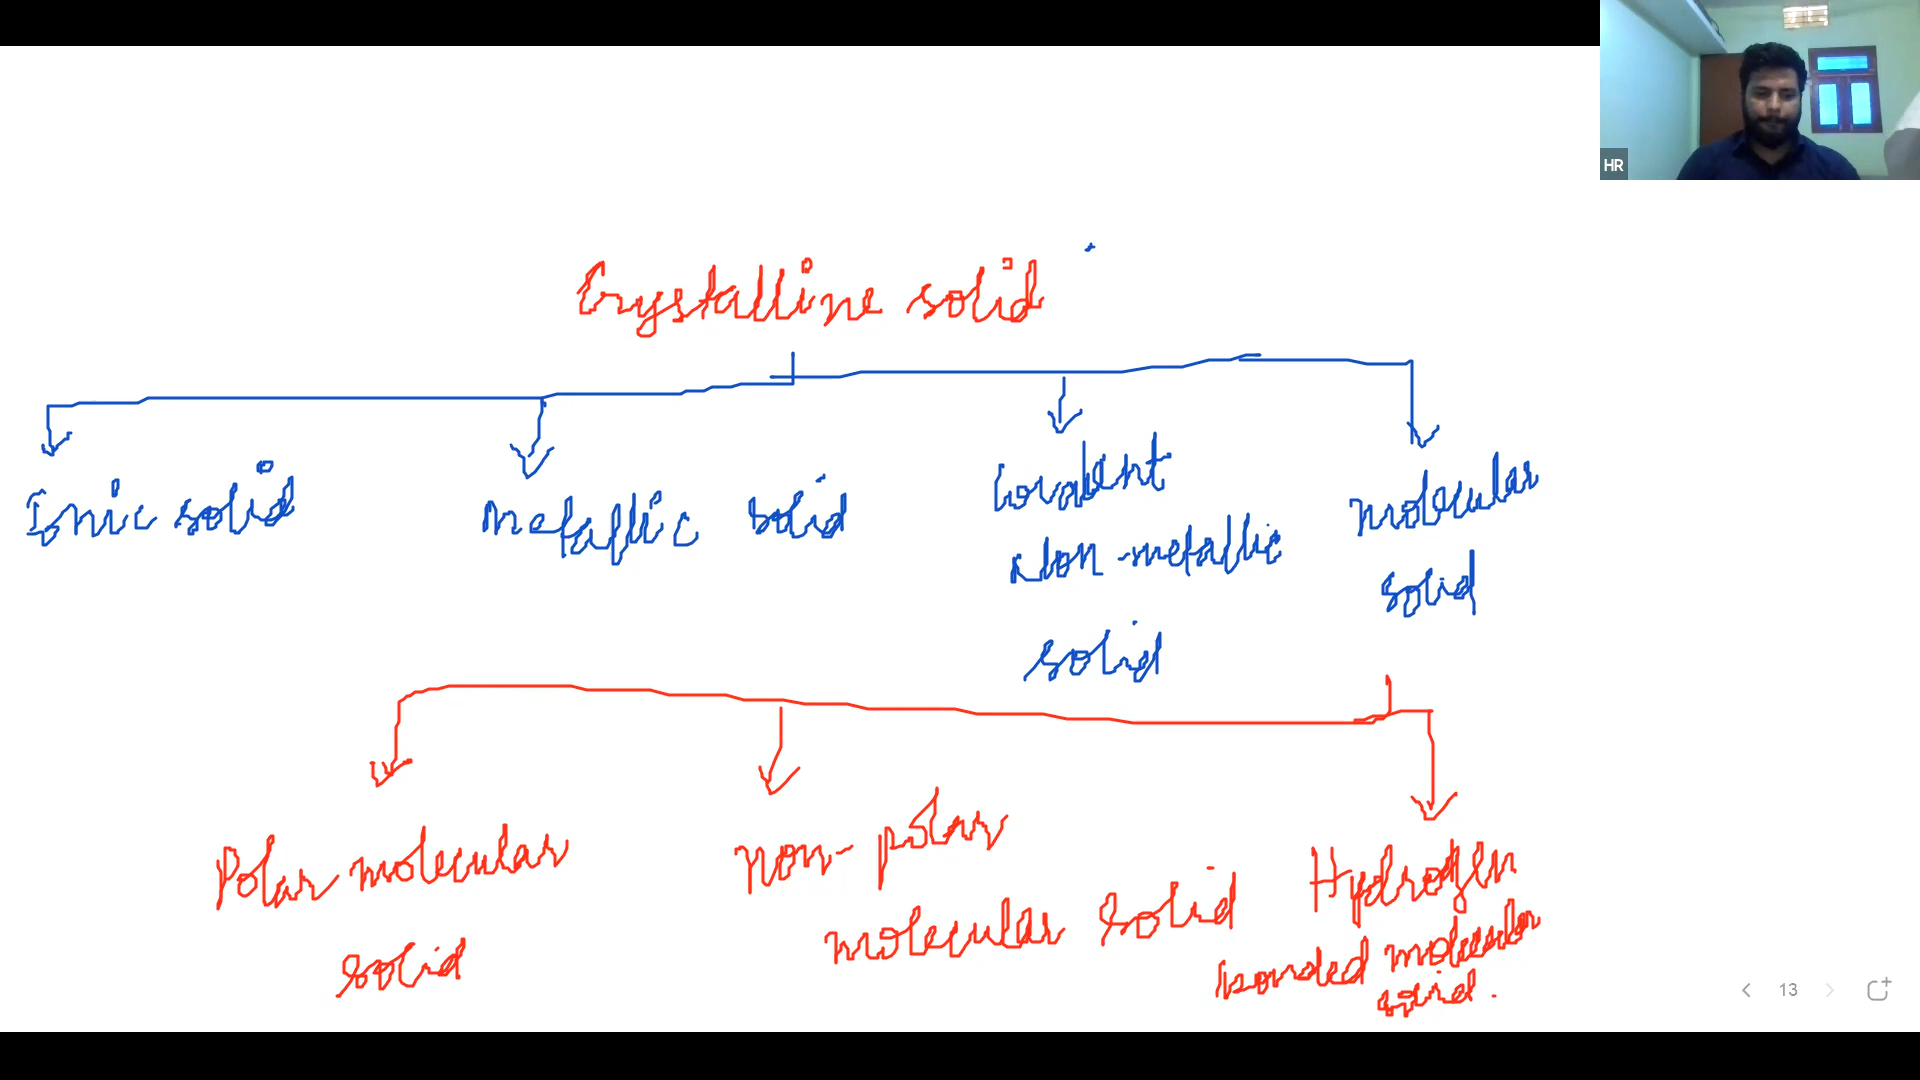 HR
Crystalline solid
Ionic solid
Metallic solid
Covalent
Non-metallic
solid
molecular
solid
Polar molecular
solid
non-polar
molecular solid
Hydrogen
bonded molecular
solid.
13